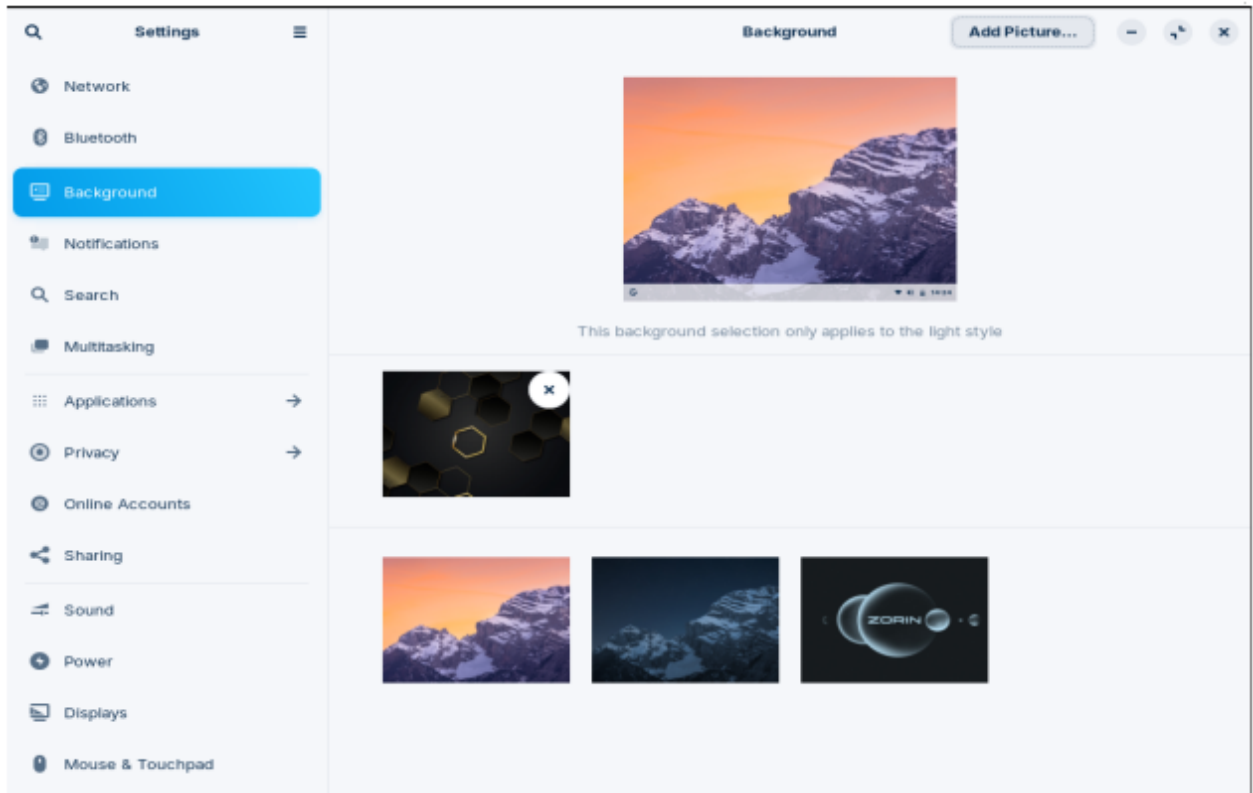 Settings
Background
Add Picture...
Network
Bluetooth
Background
Notifications
Search
Multitasking
Applications
Privacy
Online Accounts
Sharing
Sound
Power
Displays
Mouse & Touchpad
This background selection only applies to the light style
ZORIN